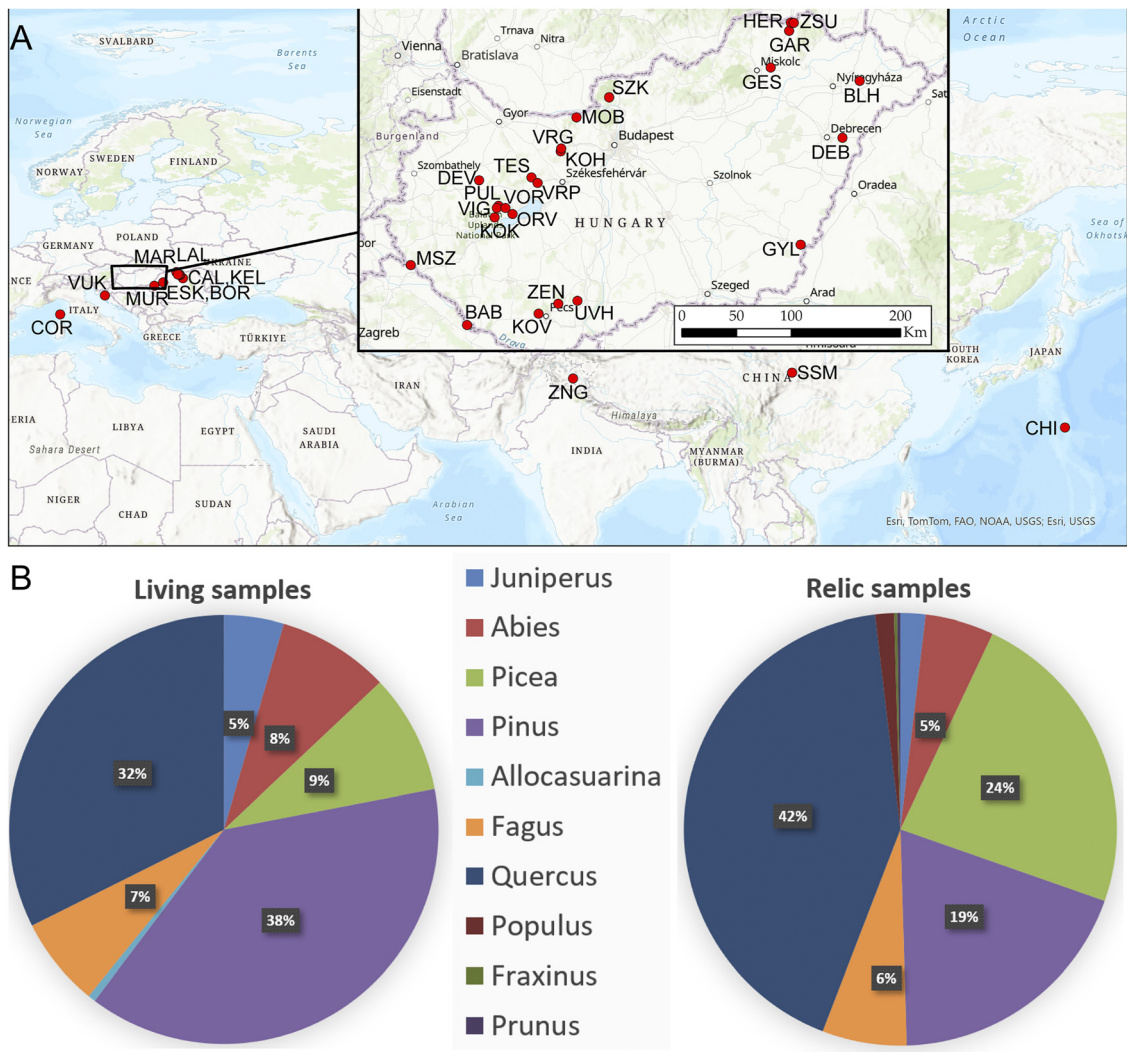 A
SVALBARD
Barents
Sea
Arctic
Ocean
Norwegian
Sea
SWEDEN
FINLAND
NORWAY
GERMANY
POLAND
UKRAINE
MAR
LAL
CAL,KEL
ESK,BOR
MUR
VUK
COR
ITALY
GREECE
TÜRKIYE
Trnava
Nitra
Vienna
Bratislava
Eisenstadt
Gyor
Burgenland
Szombathely
Budapest
Székesfehérvár
Szolnok
Miskolc
Nyíregyháza
Debrecen
Oradea
HUNGARY
Uplands
National Park
Szeged
Arad
Pécs
Drava
Zagreb
HER
ZSU
GAR
GES
BLH
DEB
SZK
MOB
VRG
KOH
TES
VRP
DEV
PUL
VOR
VIG
ORV
KOK
GYL
MSZ
ZEN
UVH
BAB
KOV
0 50 100 200
Km
Sea of
JAPAN
KOREA
CHINA
SSM
ZNG
CHI
IRAN
Himalaya
INDIA
MYANMAR
(BURMA)
SAUDI
ARABIA
EGYPT
LIBYA
Sahara Desert
NIGER
CHAD
SUDAN
Arabian
Sea
Esri, TomTom, FAO, NOAA, USGS; Esri, USGS
B
Living samples
5%
8%
9%
38%
7%
32%
Juniperus
Abies
Picea
Pinus
Allocasuarina
Fagus
Quercus
Populus
Fraxinus
Prunus
Relic samples
5%
24%
19%
6%
42%